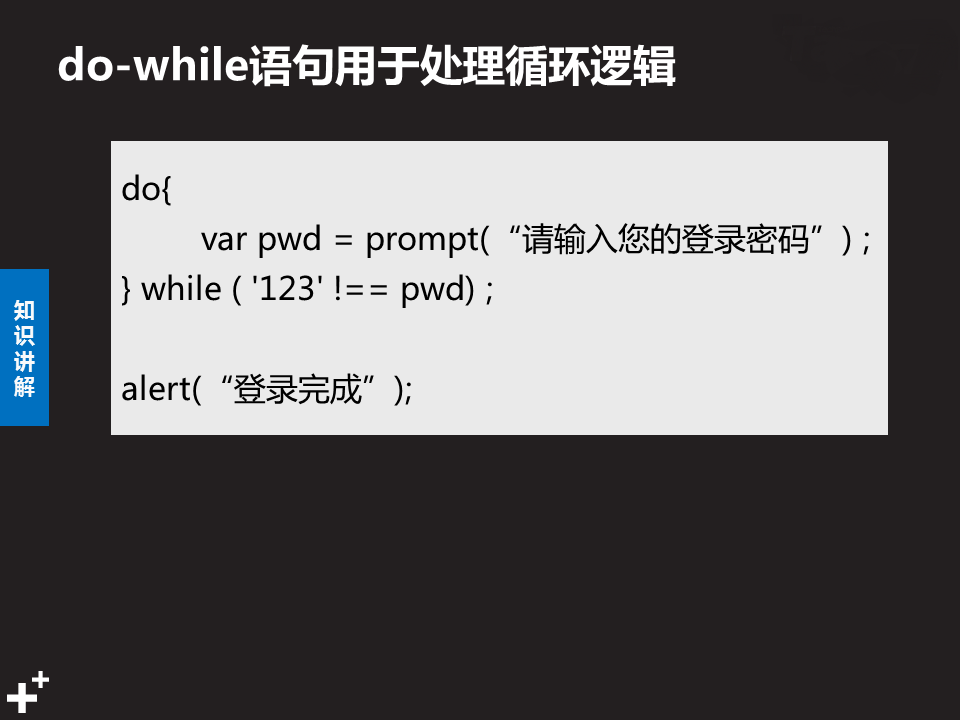 do-while语句用于处理循环逻辑
do{
var pwd = prompt(“请输入您的登录密码”) ;
} while ( '123' !== pwd) ;
alert(“登录完成”);
知
识
讲
解